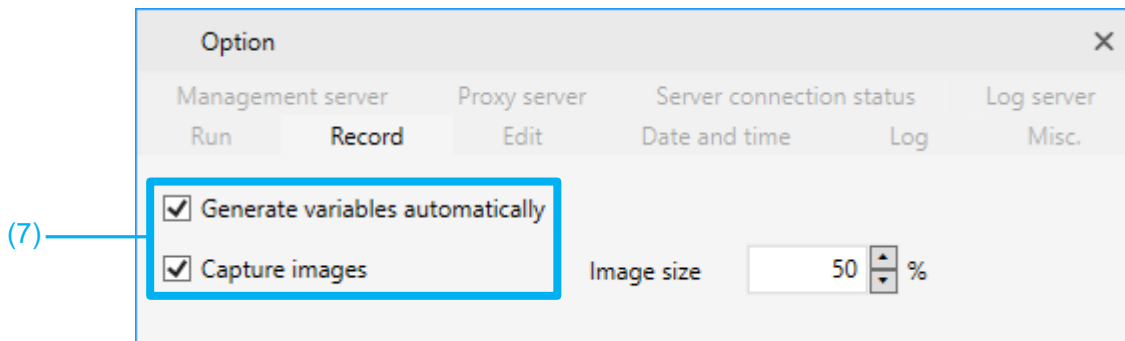 Option
Management server Proxy server Server connection status Log server
Run Record Edit Date and time Log Misc.
Generate variables automatically
(7)
Capture images Image size 50 %